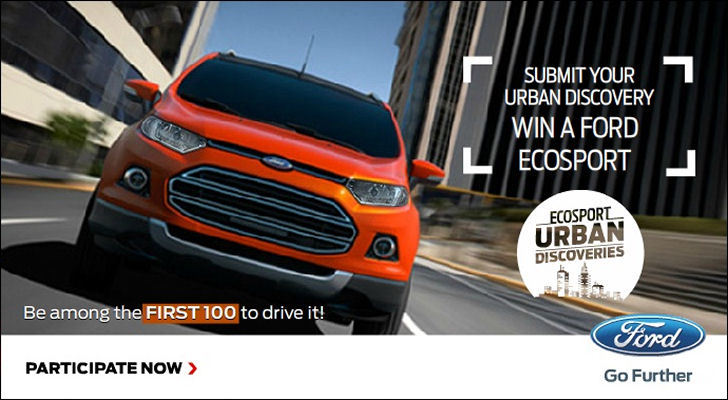 SUBMIT YOUR
URBAN DISCOVERY
WIN A FORD
ECOSPORT
ECOSPORT
URBAN
DISCOVERIES
Be among the FIRST 100 to drive it!
PARTICIPATE NOW
Ford
Go Further